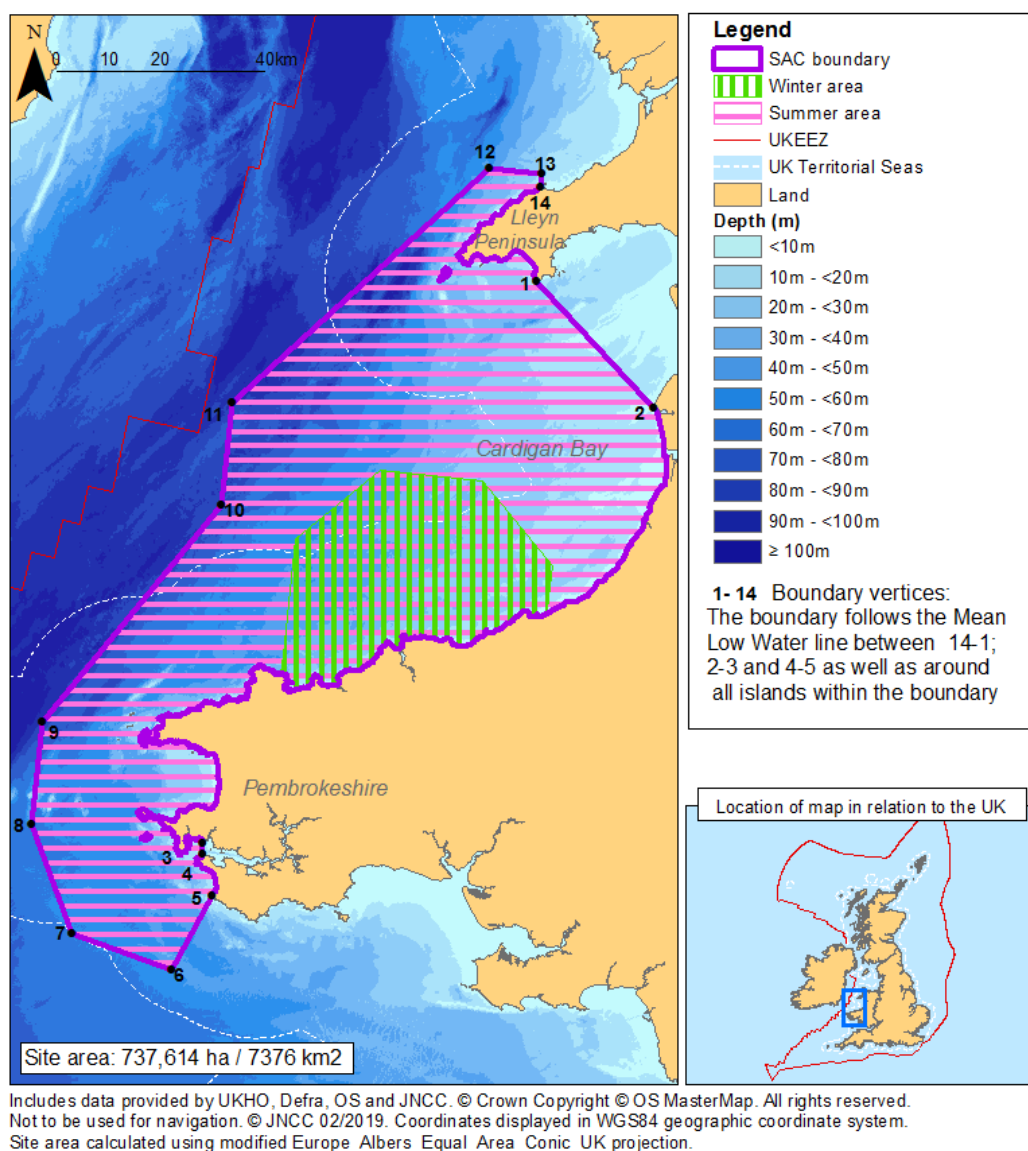 N
0 10 20 40km
12
13
14
Lleyn
Peninsula
1
11
2
Cardigan Bay
10
9
Pembrokeshire
8
3
4
5
7
6
Site area: 737,614 ha / 7376 km2
Legend
SAC boundary
Winter area
Summer area
UKEEZ
UK Territorial Seas
Land
Depth (m)
<10m
10m - <20m
20m - <30m
30m - <40m
40m - <50m
50m - <60m
60m - <70m
70m - <80m
80m - <90m
90m - <100m
≥ 100m
1- 14 Boundary vertices:
The boundary follows the Mean
Low Water line between 14-1;
2-3 and 4-5 as well as around
all islands within the boundary
Location of map in relation to the UK
Includes data provided by UKHO, Defra, OS and JNCC. © Crown Copyright © OS MasterMap. All rights reserved.
Not to be used for navigation. © JNCC 02/2019. Coordinates displayed in WGS84 geographic coordinate system.
Site area calculated using modified Europe Albers Equal Area Conic UK projection.